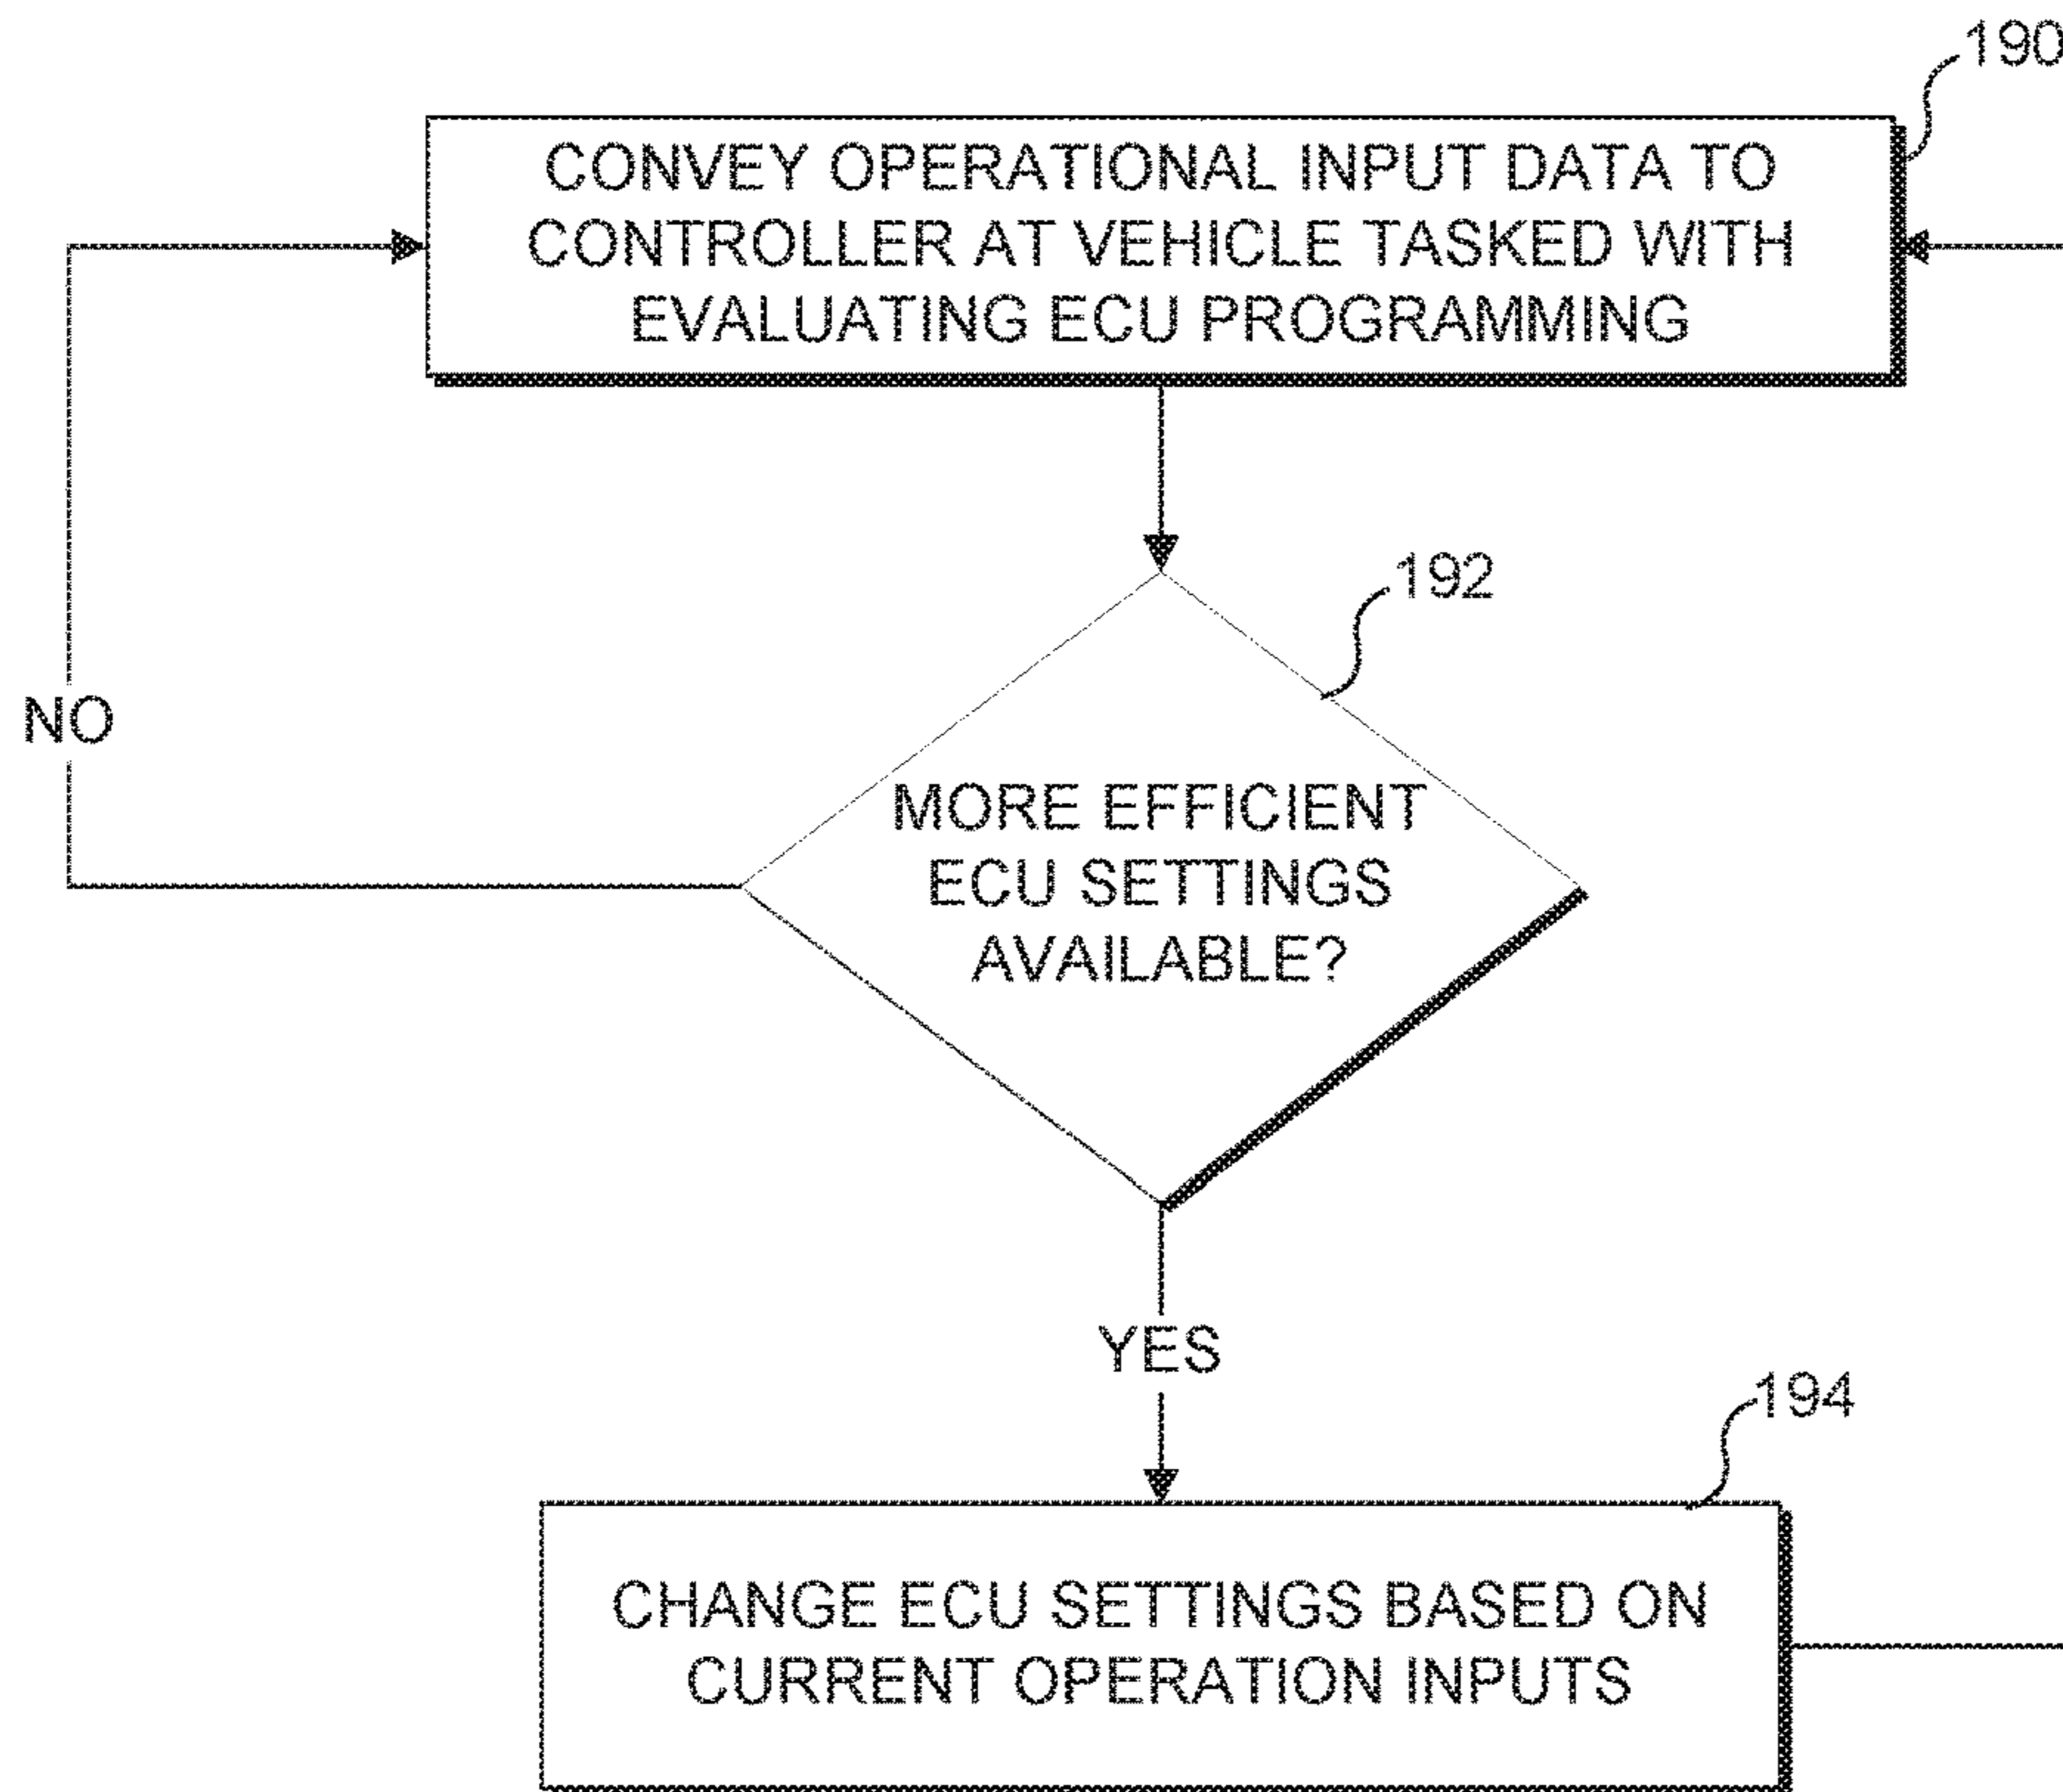 190
CONVEY OPERATIONAL INPUT DATA TO
CONTROLLER AT VEHICLE TASKED WITH
EVALUATING ECU PROGRAMMING
192
NO
MORE EFFICIENT
ECU SETTINGS
AVAILABLE?
YES
194
CHANGE ECU SETTINGS BASED ON
CURRENT OPERATION INPUTS